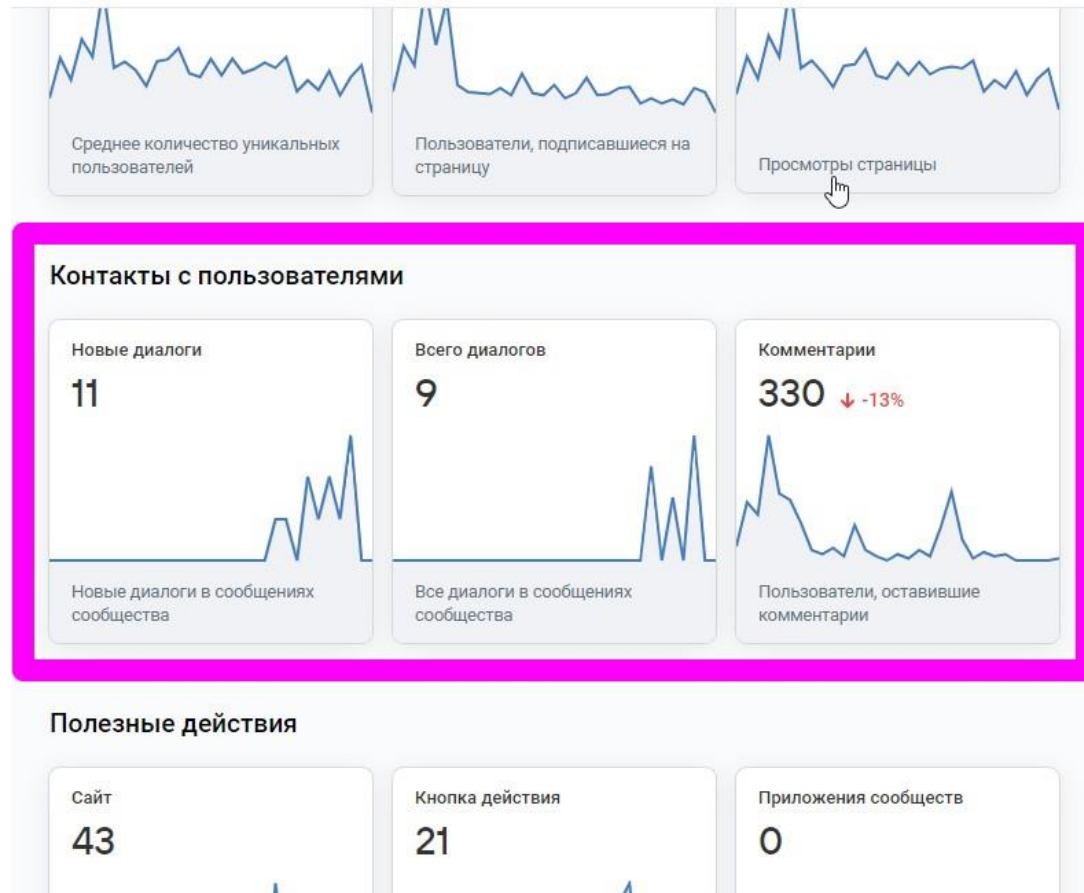 Среднее количество уникальных
пользователей
Пользователи, подписавшиеся на
страницу
Просмотры страницы
Контакты с пользователями
Новые диалоги
11
Новые диалоги в сообщениях
сообщества
Всего диалогов
9
Все диалоги в сообщениях
сообщества
Комментарии
330 ↓ -13%
Пользователи, оставившие
комментарии
Полезные действия
Сайт
43
Кнопка действия
21
Приложения сообществ
0